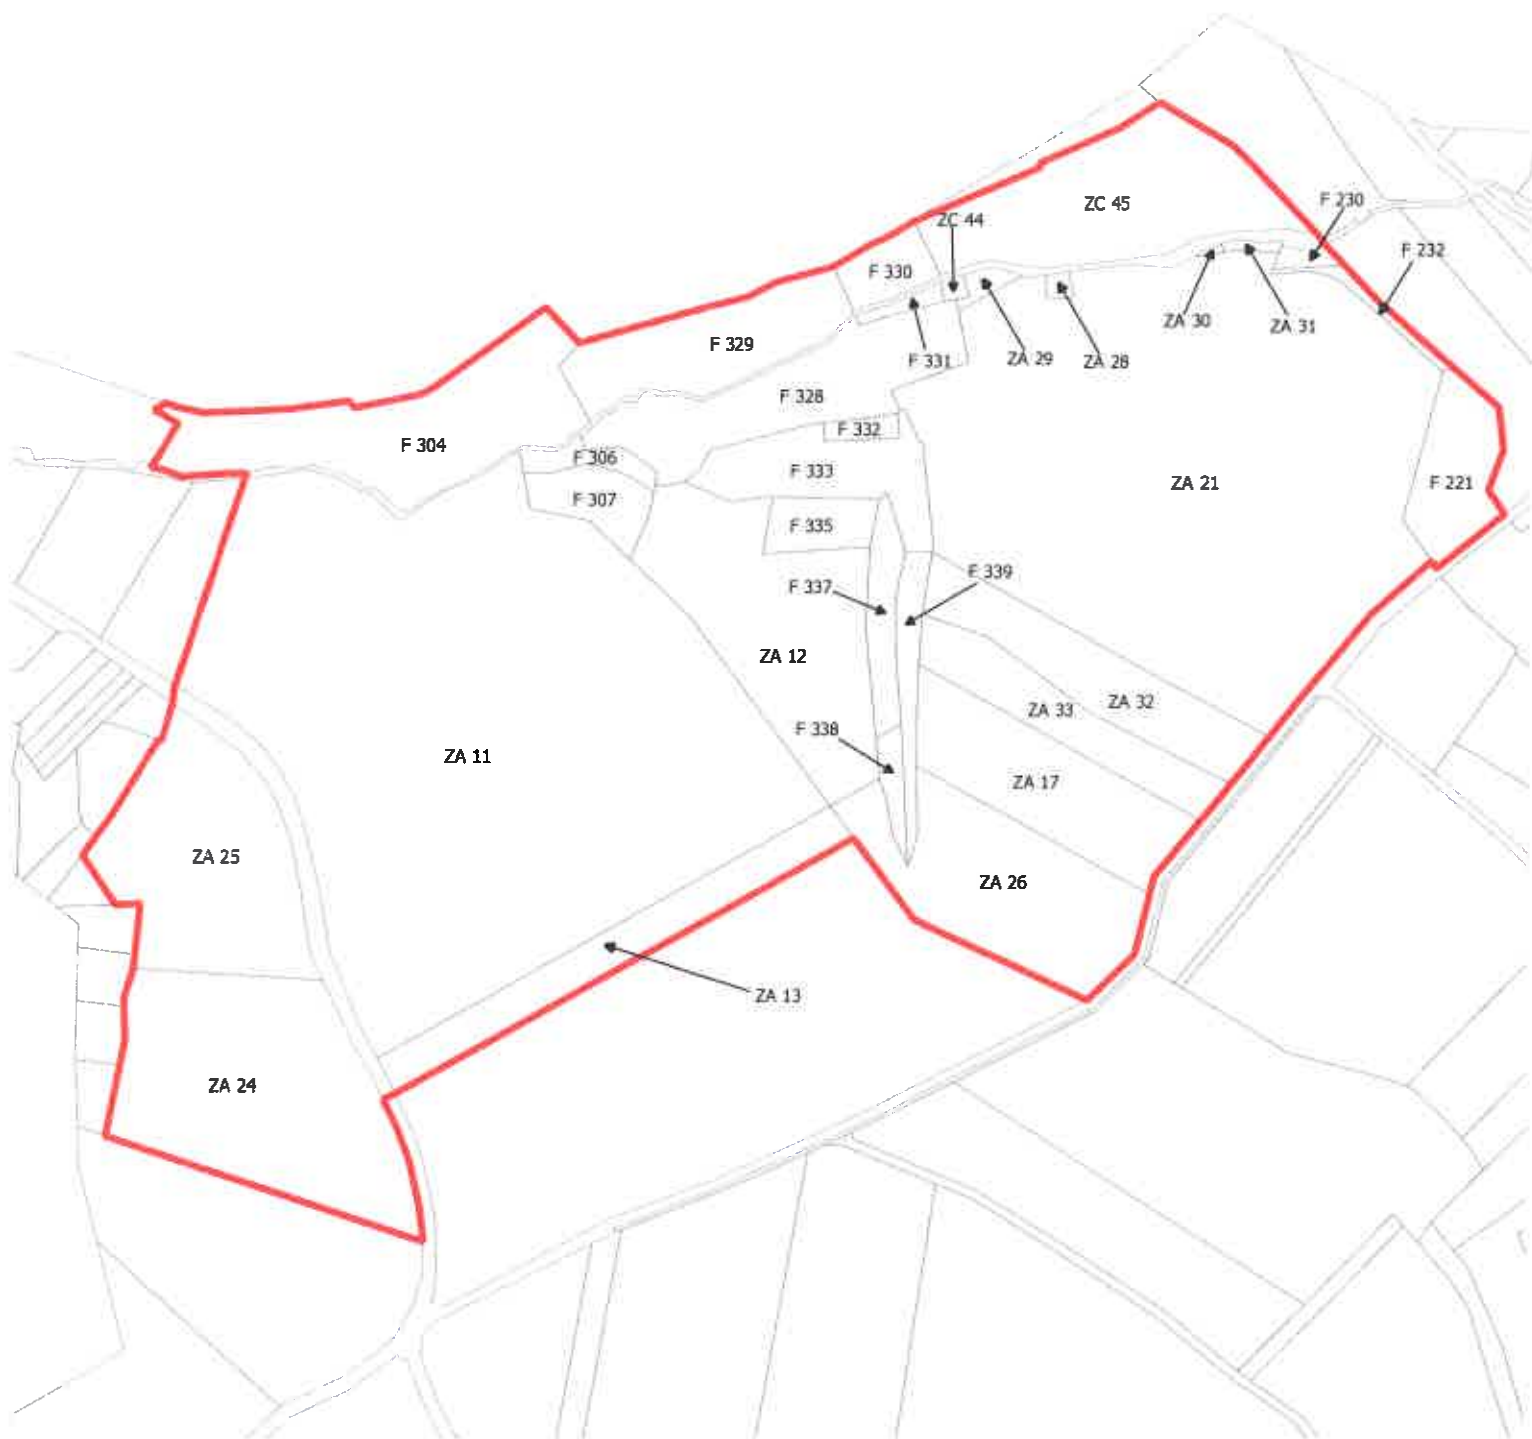 F 230
ZC 45
ZC 44
F 232
F 330
ZA 30
ZA 31
F 329
F 331
ZA 29
ZA 28
F 328
F 332
F 304
F 306
F 333
ZA 21
F 221
F 307
F 335
F 339
F 337
ZA 12
ZA 32
ZA 33
F 338
ZA 11
ZA 17
ZA 25
ZA 26
ZA 13
ZA 24